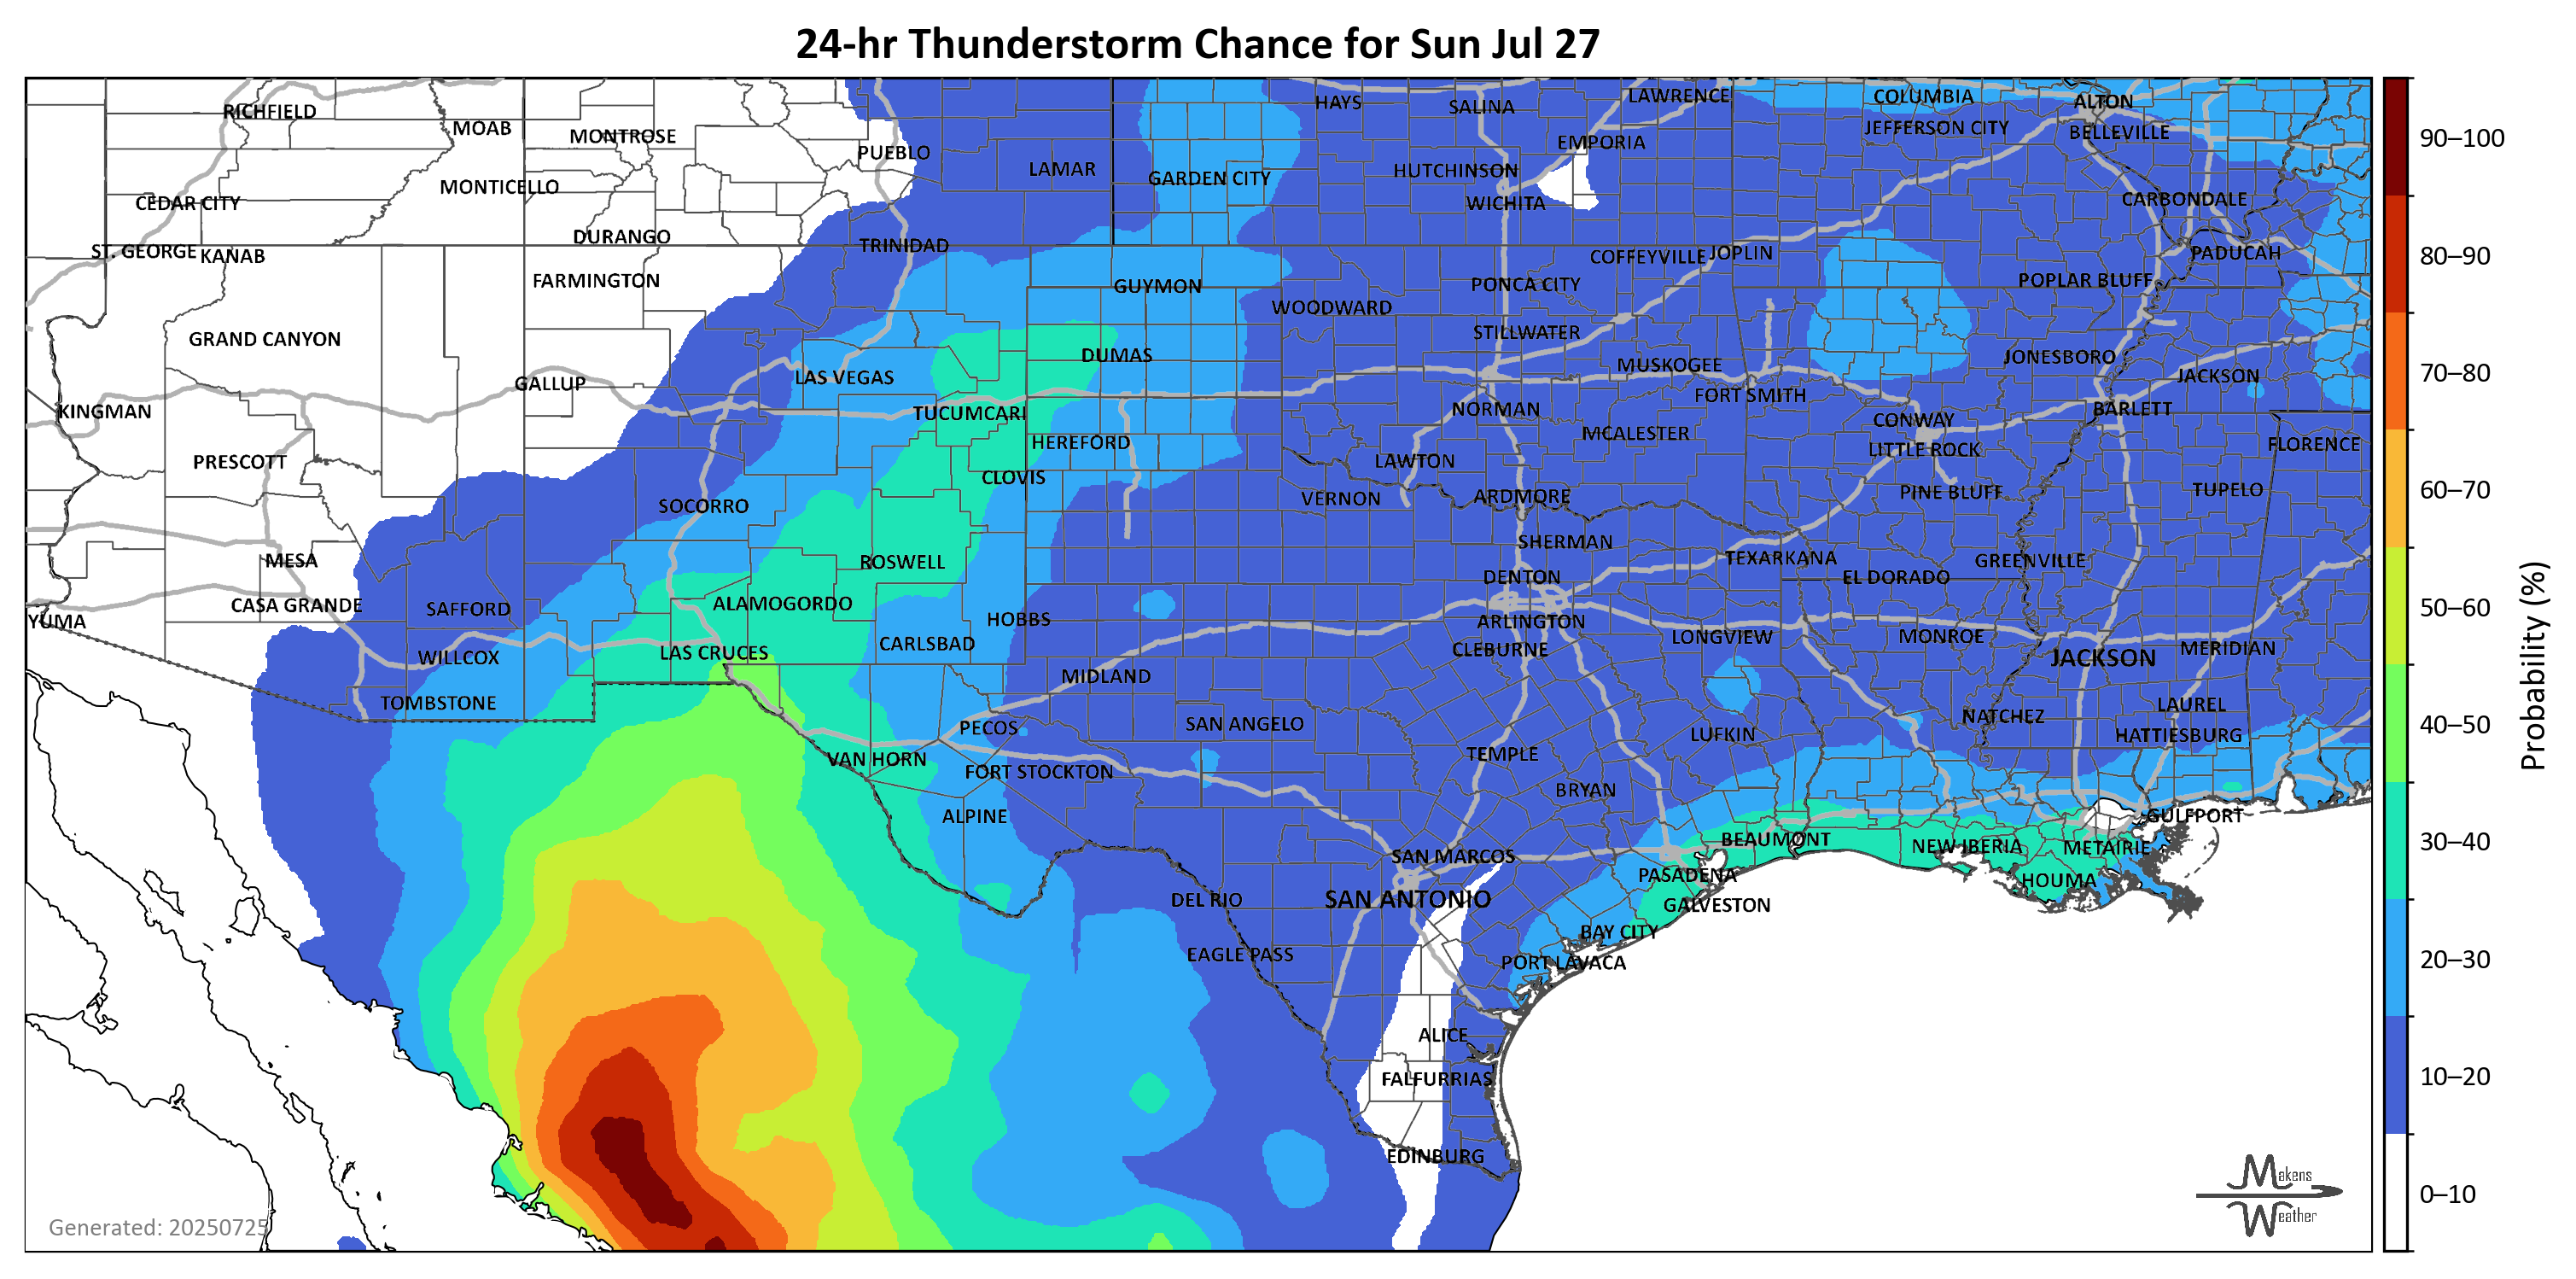 24-hr Thunderstorm Chance for Sun Jul 27
RICHFIELD
MOAB
MONTROSE
PUEBLO
LAMAR
GARDEN CITY
HAYS
SALINA
LAWRENCE
COLUMBIA
ALTON
JEFFERSON CITY
BELLEVILLE
EMPORIA
HUTCHINSON
WICHITA
CARBONDALE
CEDAR CITY
MONTICELLO
DURANGO
TRINIDAD
ST. GEORGE
KANAB
FARMINGTON
GUYMON
WOODWARD
PONCA CITY
COFFEYVILLE
JOPLIN
POPLAR BLUFF
PADUCAH
GRAND CANYON
STILLWATER
DUMAS
MUSKOGEE
JONESBORO
JACKSON
GALLUP
LAS VEGAS
KINGMAN
TUCUMCARI
NORMAN
FORT SMITH
CONWAY
BARLETT
HEREFORD
MCALESTER
LITTLE ROCK
FLORENCE
PRESCOTT
CLOVIS
LAWTON
SOCORRO
VERNON
ARDMORE
PINE BLUFF
TUPELO
MESA
ROSWELL
SHERMAN
TEXARKANA
GREENVILLE
DENTON
EL DORADO
CASA GRANDE
SAFFORD
ALAMOGORDO
HOBBS
ARLINGTON
YUMA
WILLCOX
LAS CRUCES
CARLSBAD
CLEBURNE
LONGVIEW
MONROE
JACKSON
MERIDIAN
MIDLAND
TOMBSTONE
PECOS
SAN ANGELO
NATCHEZ
LAUREL
LUFKIN
HATTIESBURG
VAN HORN
FORT STOCKTON
TEMPLE
BRYAN
ALPINE
GULFPORT
SAN MARCOS
BEAUMONT
NEW IBERIA
METAIRIE
PASADENA
HOUMA
DEL RIO
SAN ANTONIO
GALVESTON
BAY CITY
EAGLE PASS
PORT LAVACA
ALICE
FALFURRIAS
EDINBURG
Generated: 20250725
Makens
Weather
90–100
80–90
70–80
60–70
50–60
40–50
30–40
20–30
10–20
0–10
Probability (%)